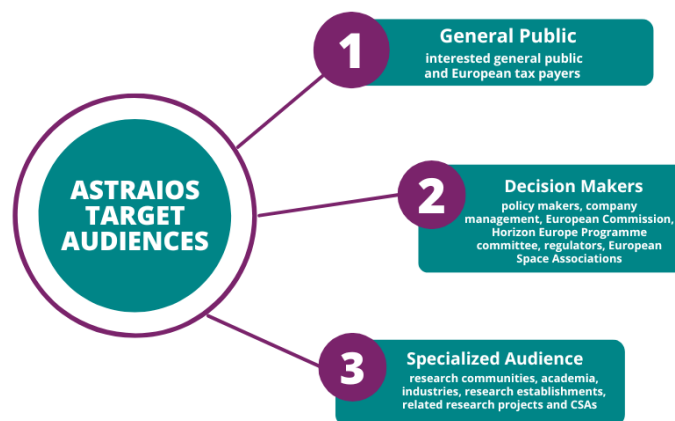 ASTRAIOS
TARGET
AUDIENCES
1
General Public
interested general public
and European tax payers
2
Decision Makers
policy makers, company
management, European Commission,
Horizon Europe Programme
committee, regulators, European
Space Associations
3
Specialized Audience
research communities, academia,
industries, research establishments,
related research projects and CSAs